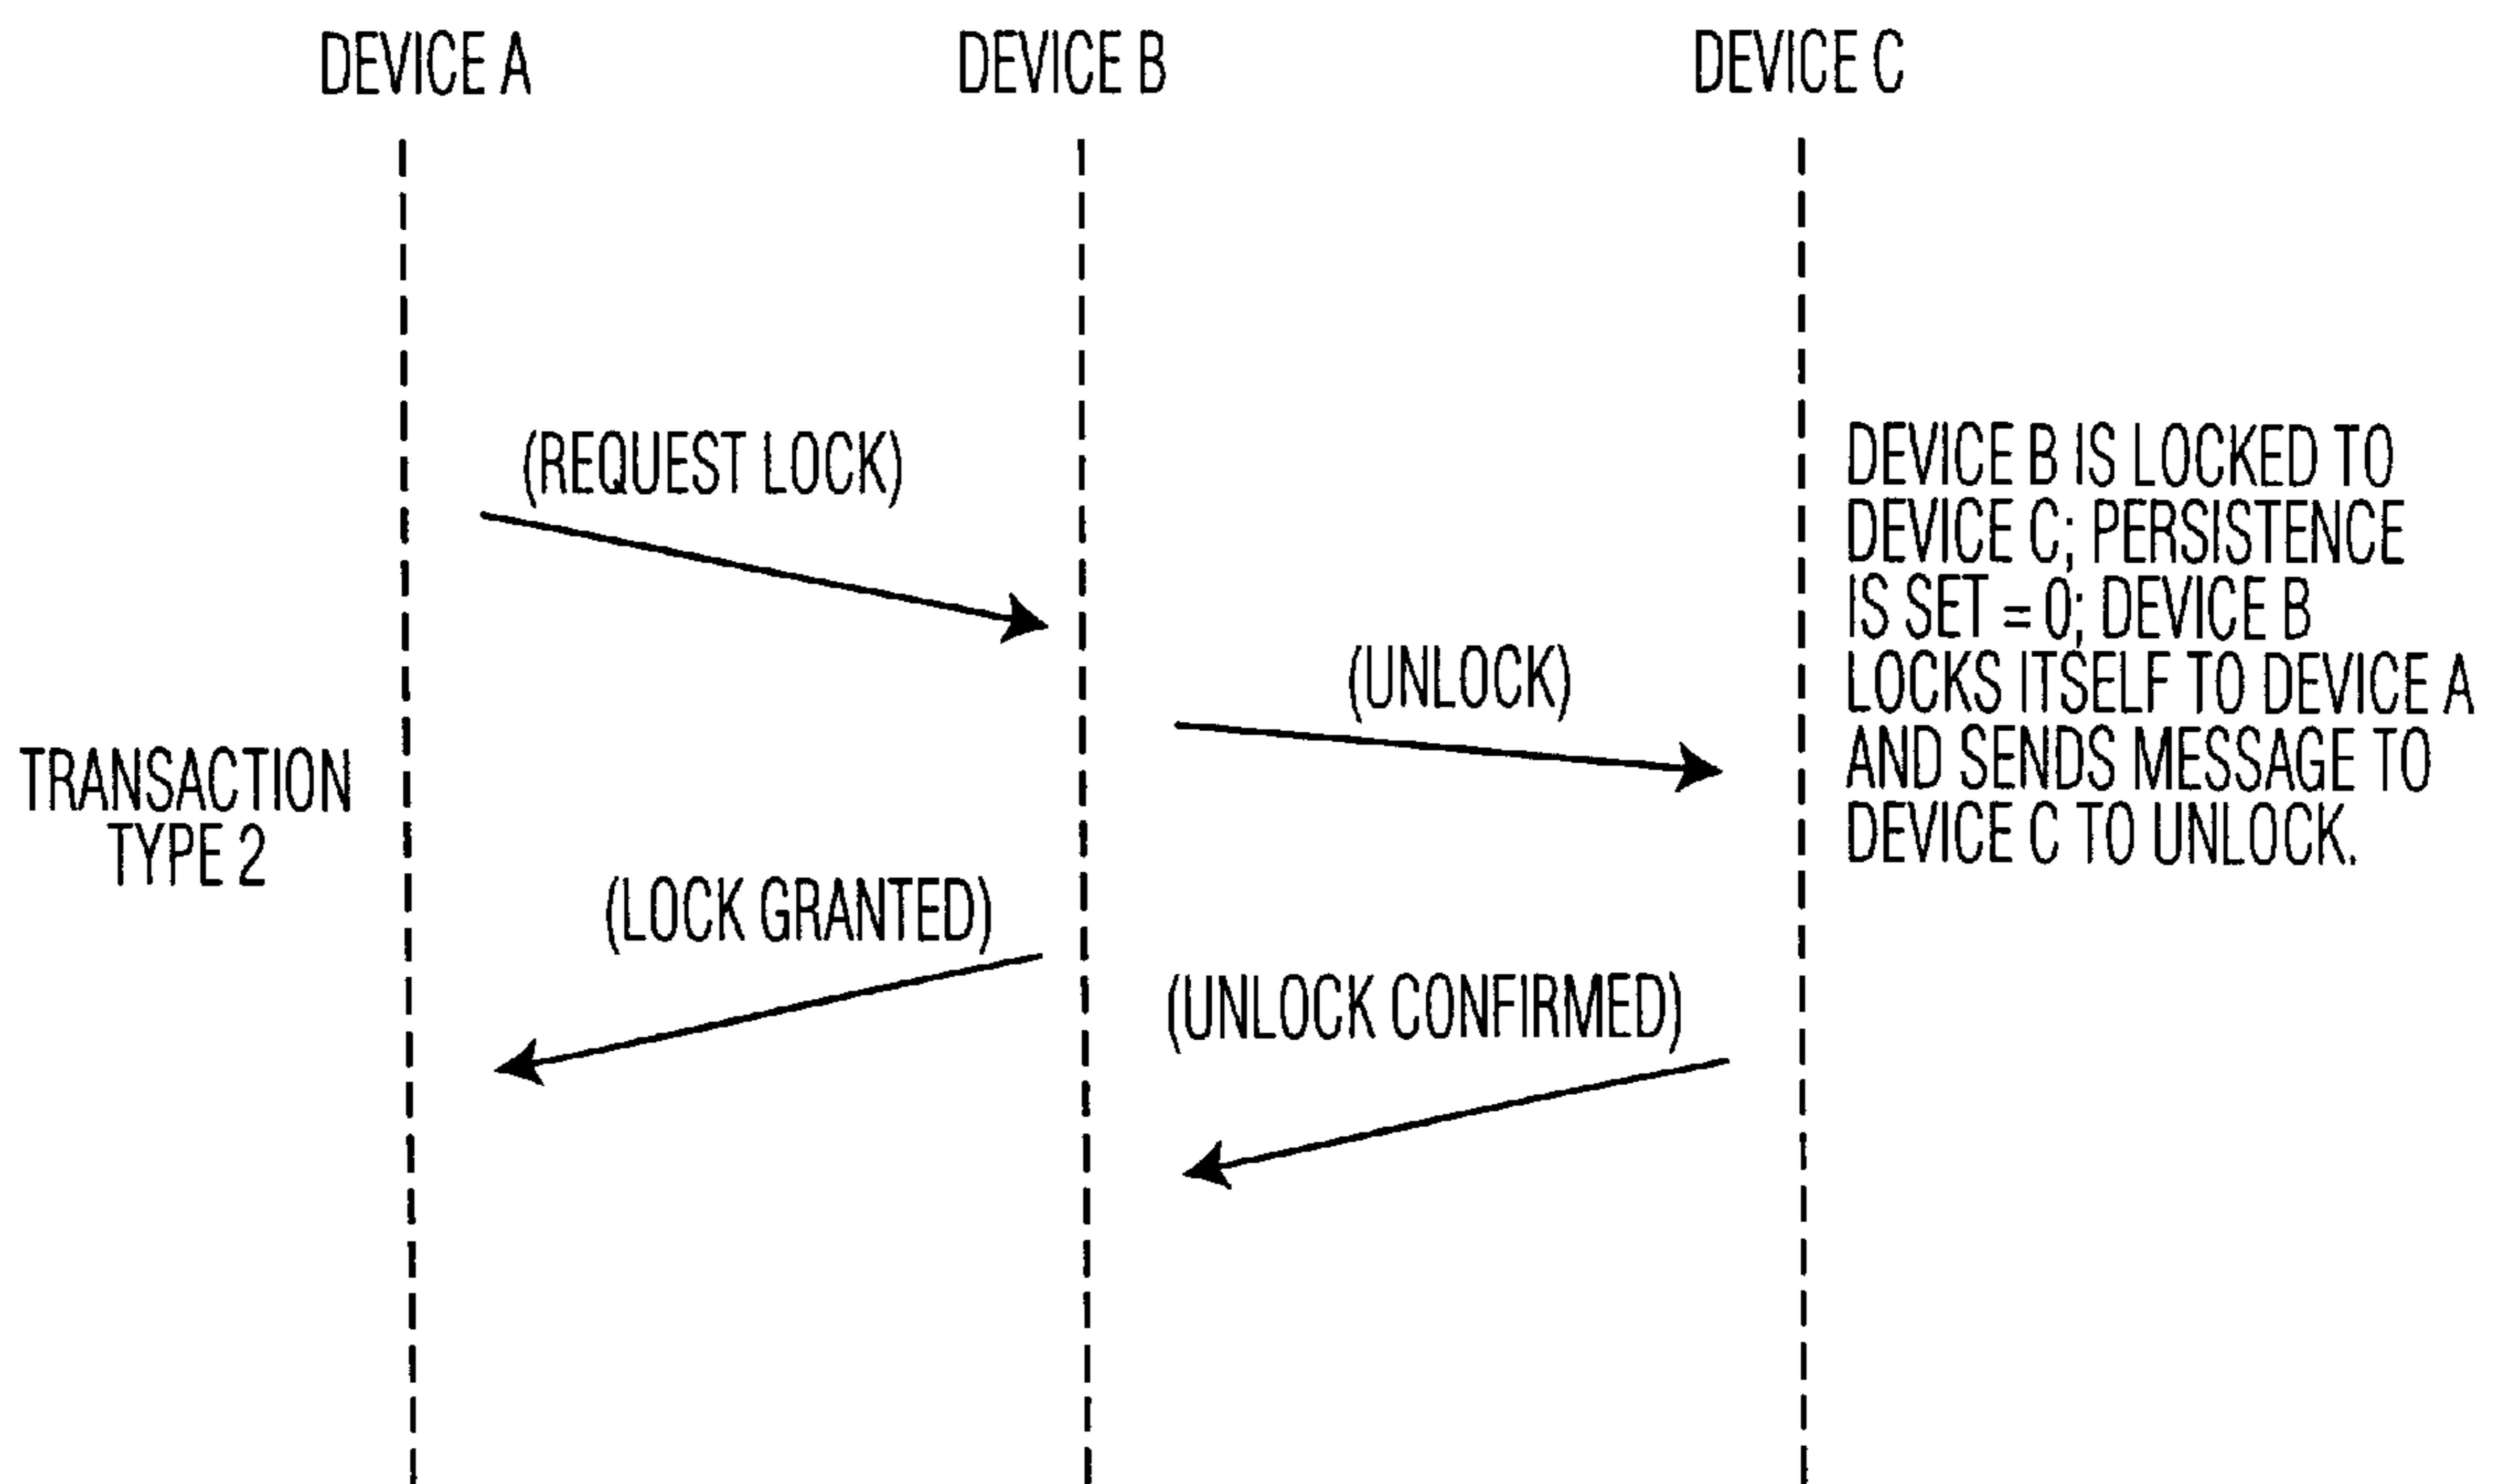 DEVICE A
DEVICE B
DEVICE C
(REQUEST LOCK)
DEVICE B IS LOCKED TO
DEVICE C; PERSISTENCE
IS SET = 0; DEVICE B
LOCKS ITSELF TO DEVICE A
AND SENDS MESSAGE TO
DEVICE C TO UNLOCK.
(UNLOCK)
TRANSACTION
TYPE 2
(LOCK GRANTED)
(UNLOCK CONFIRMED)